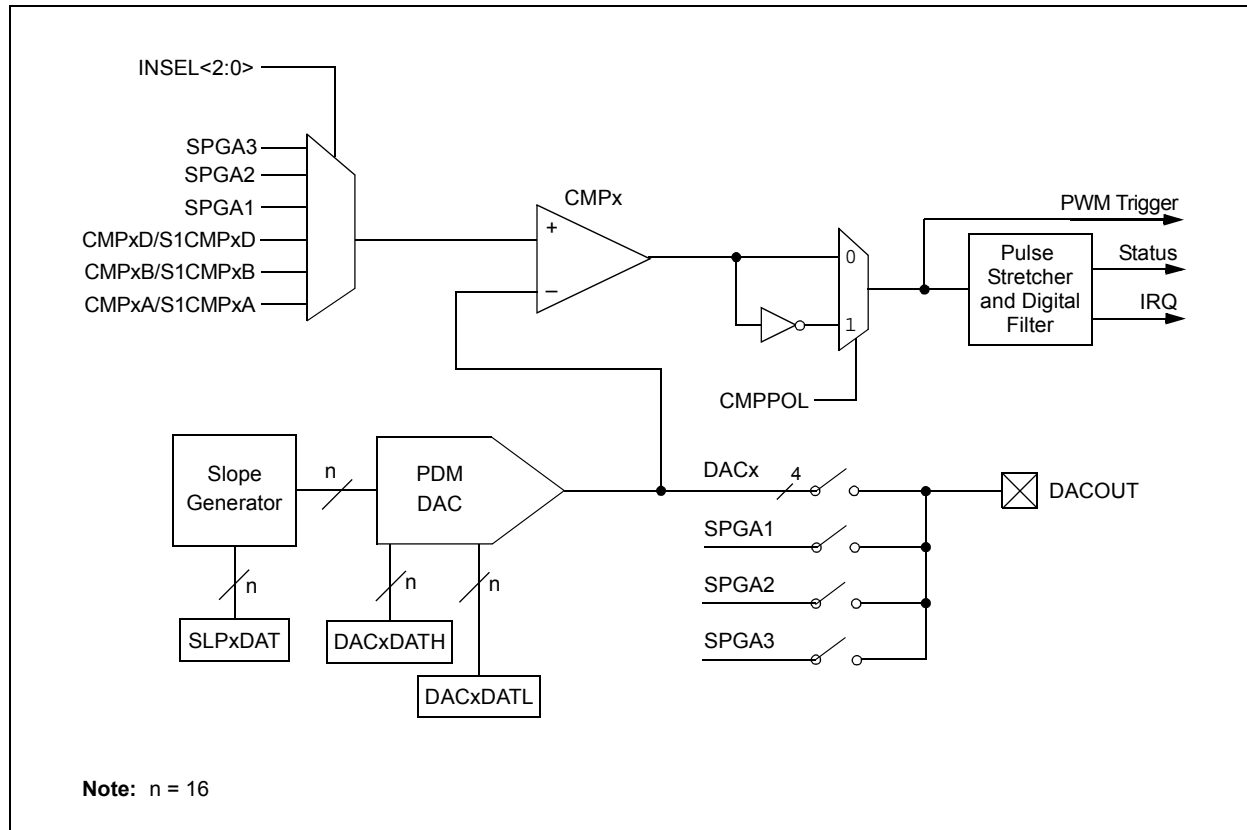 INSEL<2:0>
SPGA3
SPGA2
SPGA1
CMPxD/S1CMPxD
CMPxB/S1CMPxB
CMPxA/S1CMPxA
CMPx
+
–
0
1
CMPPOL
PWM Trigger
Pulse
Stretcher
and Digital
Filter
Status
IRQ
Slope
Generator
n
PDM
DAC
n
n
n
SLPxDAT
DACxDATH
DACxDATL
DACx
4
SPGA1
SPGA2
SPGA3
DACOUT
Note: n = 16